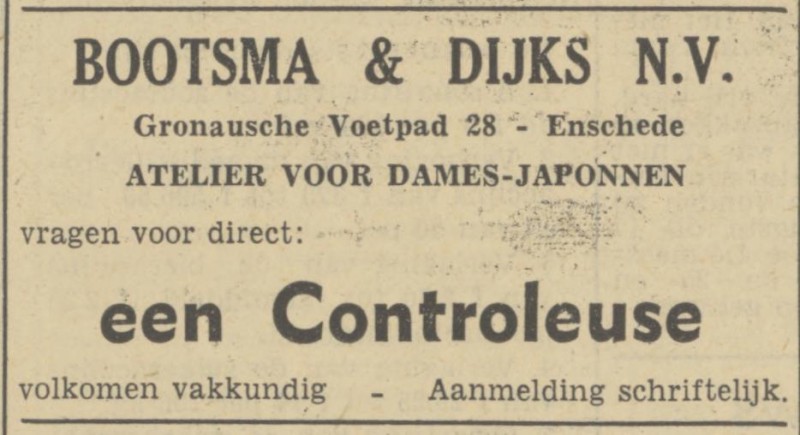 BOOTSMA & DIJKS N.V.
Gronausche Voetpad 28 - Enschede
ATELIER VOOR DAMES-JAPONNEN
vragen voor direct:
een Controleuse
volkomen vakkundig - Aanmelding schriftelijk.